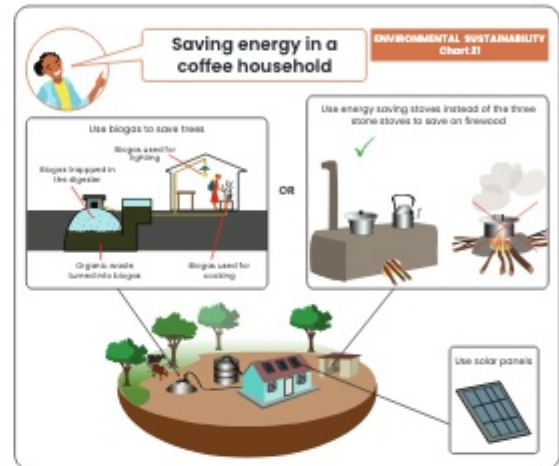 Saving energy in a
coffee household
ENVIRONMENTAL SUSTAINABILITY
Chart 21
Use biogas to save trees
Biogas used for
lighting
Biogas trappped in
the digester
Organic waste
turned into biogas
Biogas used for
cooking
OR
Use energy saving stoves instead of the three
stone stoves to save on firewood
Use solar panels